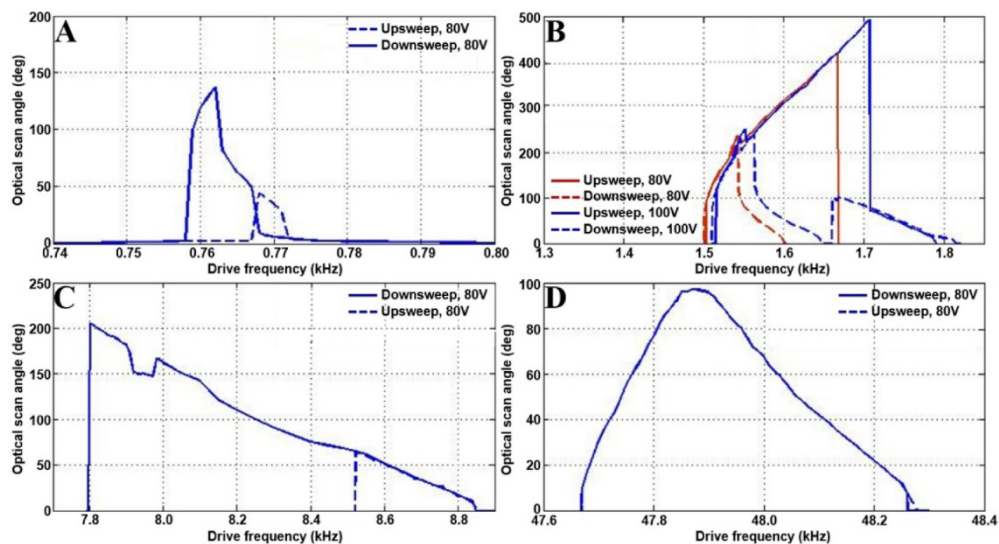 A
200
150
100
50
0
Optical scan angle (deg)
Upsweep, 80V
Downsweep, 80V
0.74 0.75 0.76 0.77 0.78 0.79 0.80
Drive frequency (kHz)
B
500
400
300
200
100
0
Optical scan angle (deg)
Upsweep, 80V
Downsweep, 80V
Upsweep, 100V
Downsweep, 100V
1.3 1.4 1.5 1.6 1.7 1.8
Drive frequency (kHz)
C
250
200
150
100
50
0
Optical scan angle (deg)
Downsweep, 80V
Upsweep, 80V
7.8 8.0 8.2 8.4 8.6 8.8
Drive frequency (kHz)
D
100
80
60
40
20
0
Optical scan angle (deg)
Downsweep, 80V
Upsweep, 80V
47.6 47.8 48.0 48.2 48.4
Drive frequency (kHz)